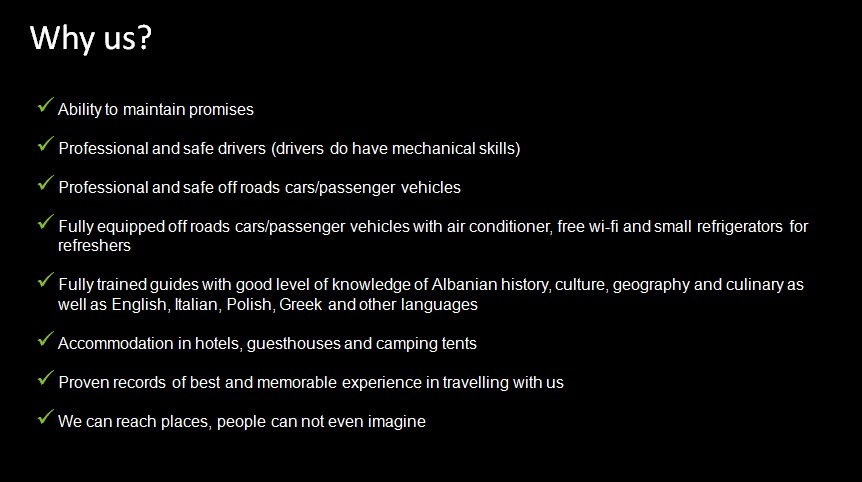 Why us?
Ability to maintain promises
Professional and safe drivers (drivers do have mechanical skills)
Professional and safe off roads cars/passenger vehicles
Fully equipped off roads cars/passenger vehicles with air conditioner, free wi-fi and small refrigerators for
refreshers
Fully trained guides with good level of knowledge of Albanian history, culture, geography and culinary as
well as English, Italian, Polish, Greek and other languages
Accommodation in hotels, guesthouses and camping tents
Proven records of best and memorable experience in travelling with us
We can reach places, people can not even imagine